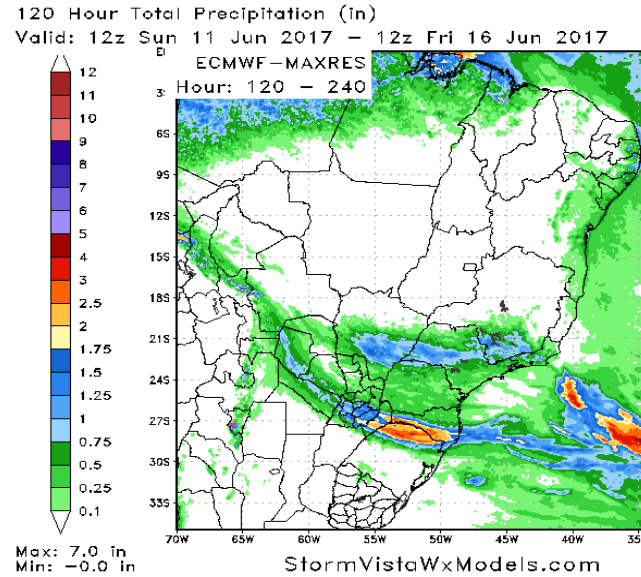 120 Hour Total Precipitation (in)
Valid: 12z Sun 11 Jun 2017 – 12z Fri 16 Jun 2017
ECMWF–MAXRES
Hour: 120 – 240
12
11
10
9
8
7
6
5
4
3
2.5
2
1.75
1.5
1.25
1
0.75
0.5
0.25
0.1
3S
6S
9S
12S
15S
18S
21S
24S
27S
30S
33S
70W
65W
60W
55W
50W
45W
40W
Max: 7.0 in
Min: –0.0 in
StormVistaWxModels.com